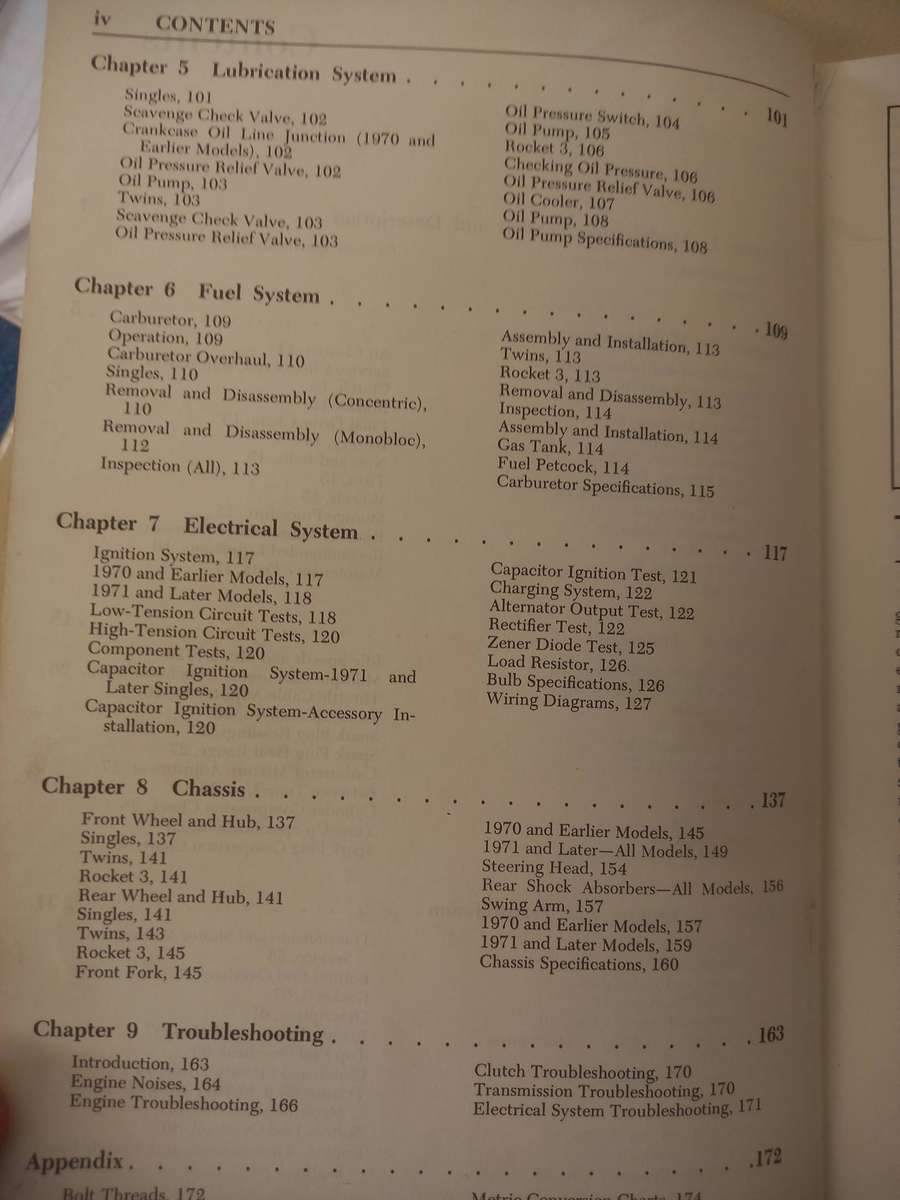 iv CONTENTS
Chapter 5 Lubrication System . . . . . . . . . . . . . 101
Singles, 101
Scavenge Check Valve, 102
Crankcase Oil Line Junction (1970 and
Earlier Models), 102
Oil Pressure Relief Valve, 102
Oil Pump, 103
Twins, 103
Scavenge Check Valve, 103
Oil Pressure Relief Valve, 103
Oil Pressure Switch, 104
Oil Pump, 105
Rocket 3, 106
Checking Oil Pressure, 106
Oil Pressure Relief Valve, 106
Oil Cooler, 107
Oil Pump, 108
Oil Pump Specifications, 108
Chapter 6 Fuel System . . . . . . . . . . . . . . . . 109
Carburetor, 109
Operation, 109
Carburetor Overhaul, 110
Singles, 110
Removal and Disassembly (Concentric),
110
Removal and Disassembly (Monobloc),
112
Inspection (All), 113
Assembly and Installation, 113
Twins, 113
Rocket 3, 113
Removal and Disassembly, 113
Inspection, 114
Assembly and Installation, 114
Gas Tank, 114
Fuel Petcock, 114
Carburetor Specifications, 115
Chapter 7 Electrical System . . . . . . . . . . . . . . 117
Ignition System, 117
1970 and Earlier Models, 117
1971 and Later Models, 118
Low-Tension Circuit Tests, 118
High-Tension Circuit Tests, 120
Component Tests, 120
Capacitor Ignition System-1971 and
Later Singles, 120
Capacitor Ignition System-Accessory In-
stallation, 120
Capacitor Ignition Test, 121
Charging System, 122
Alternator Output Test, 122
Rectifier Test, 122
Zener Diode Test, 125
Load Resistor, 126
Bulb Specifications, 126
Wiring Diagrams, 127
Chapter 8 Chassis . . . . . . . . . . . . . . . . . . 137
Front Wheel and Hub, 137
Singles, 137
Twins, 141
Rocket 3, 141
Rear Wheel and Hub, 141
Singles, 141
Twins, 143
Rocket 3, 145
Front Fork, 145
1970 and Earlier Models, 145
1971 and Later—All Models, 149
Steering Head, 154
Rear Shock Absorbers—All Models, 156
Swing Arm, 157
1970 and Earlier Models, 157
1971 and Later Models, 159
Chassis Specifications, 160
Chapter 9 Troubleshooting . . . . . . . . . . . . . . . 163
Introduction, 163
Engine Noises, 164
Engine Troubleshooting, 166
Clutch Troubleshooting, 170
Transmission Troubleshooting, 170
Electrical System Troubleshooting, 171
Appendix . . . . . . . . . . . . . . . . . . . . . . 172
Bolt Threads, 172
Metric Conversion Charts, 174